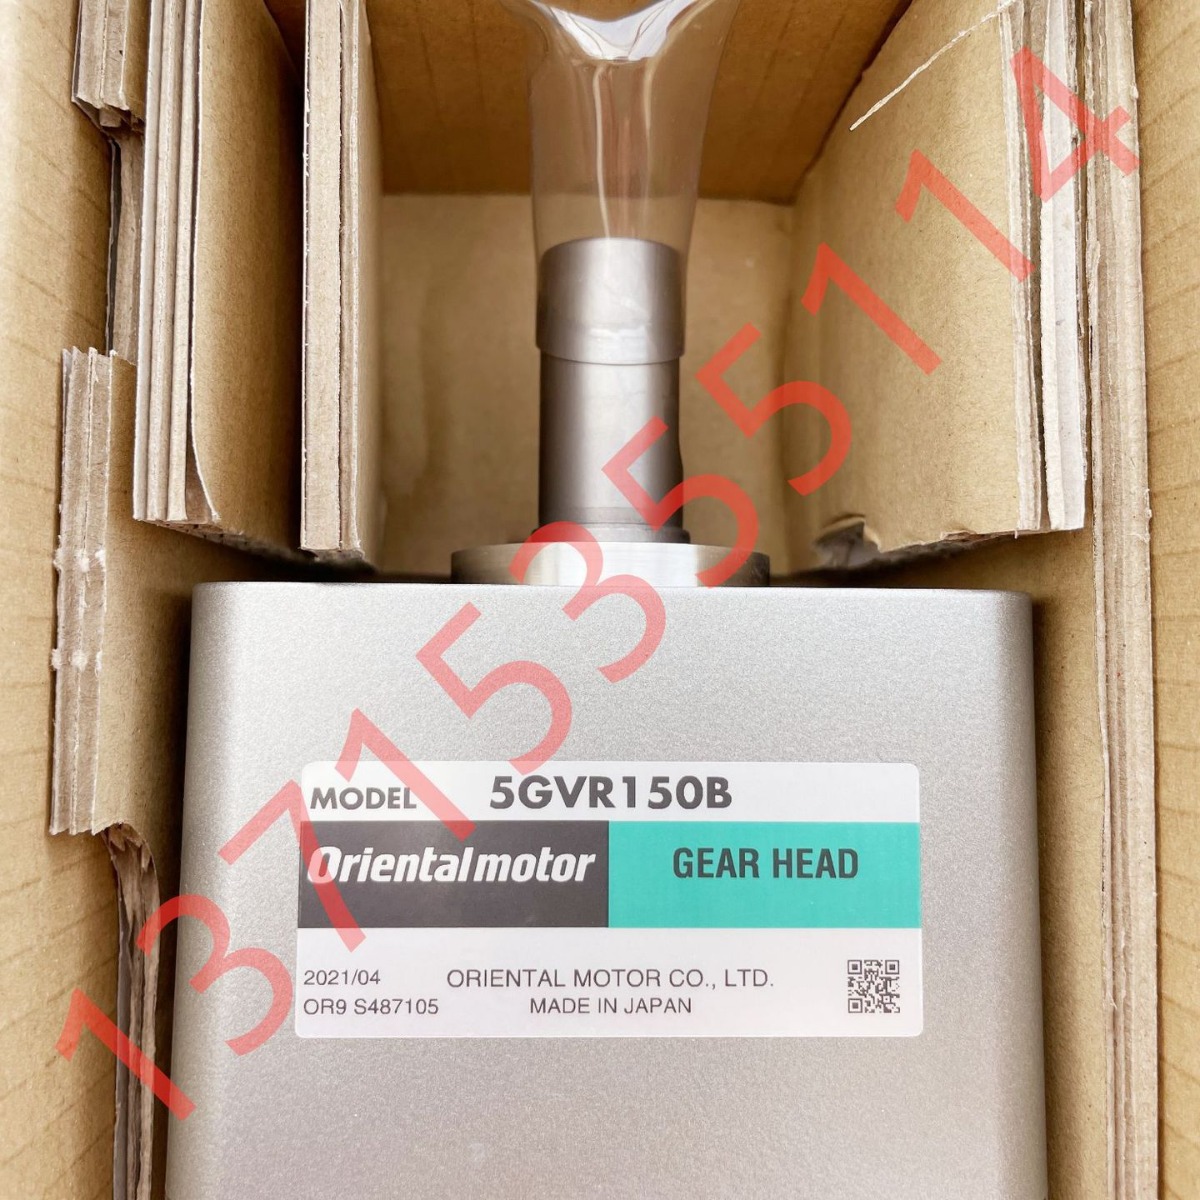 MODEL 5GVR150B
Orientalmotor GEAR HEAD
2021/04 ORIENTAL MOTOR CO., LTD.
OR9 S487105 MADE IN JAPAN
13715355114